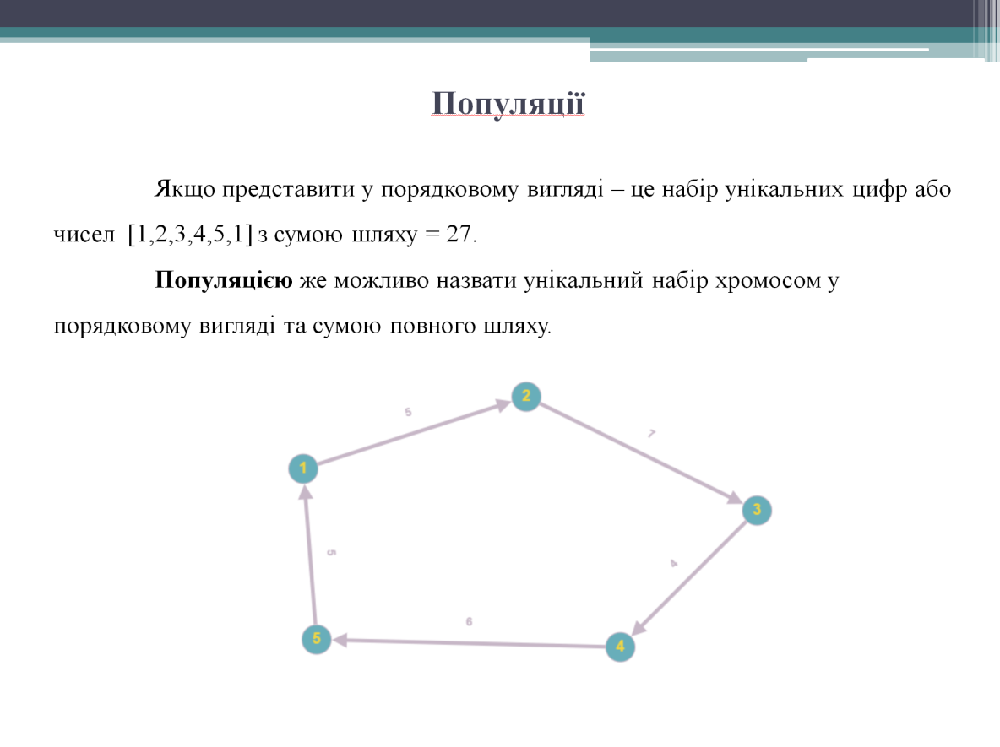 Популяції
Якщо представити у порядковому вигляді – це набір унікальних цифр або
чисел [1,2,3,4,5,1] з сумою шляху = 27.
Популяцією же можливо назвати унікальний набір хромосом у
порядковому вигляді та сумою повного шляху.
2
5
7
1
3
5
4
6
5
4